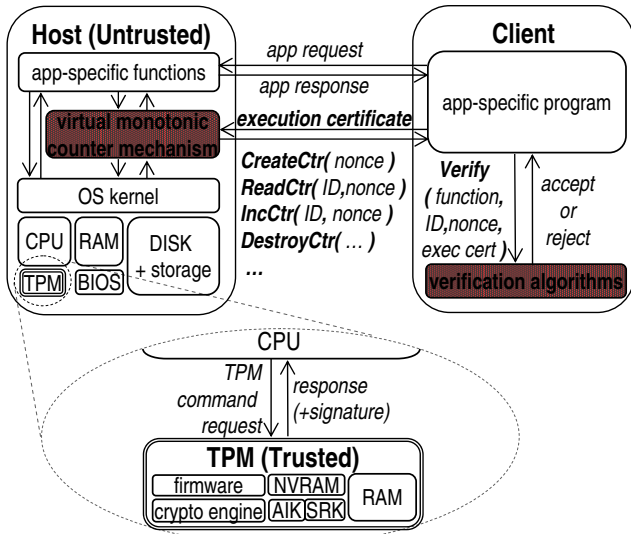 Host (Untrusted)
app-specific functions
virtual monotonic
counter mechanism
OS kernel
CPU
RAM
DISK
+ storage
TPM
BIOS
app request
app response
execution certificate
CreateCtr( nonce )
ReadCtr( ID,nonce )
IncCtr( ID, nonce )
DestroyCtr( ... )
...
Client
app-specific program
Verify
( function,
ID,nonce,
exec cert )
accept
or
reject
verification algorithms
CPU
TPM
command
request
response
(+signature)
TPM (Trusted)
firmware
NVRAM
RAM
crypto engine
AIK
SRK